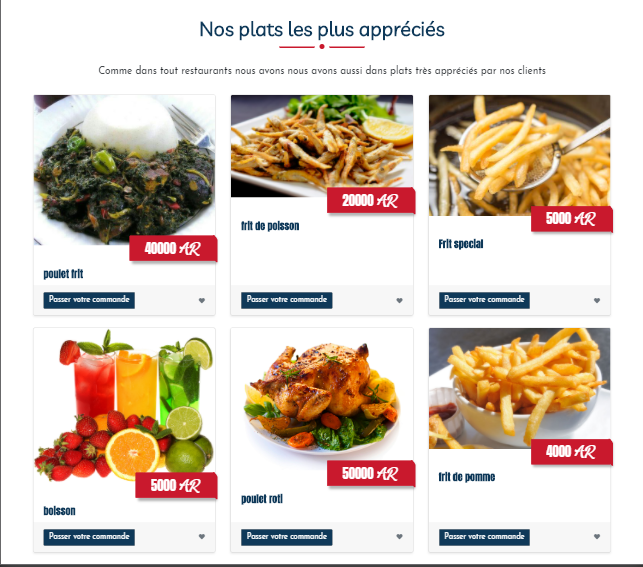 Nos plats les plus appréciés
Comme dans tout restaurants nous avons nous avons aussi dans plats très appréciés par nos clients
40000 AR
poulet frit
Passer votre commande
20000 AR
frit de poisson
Passer votre commande
5000 AR
Frit special
Passer votre commande
5000 AR
boisson
Passer votre commande
50000 AR
poulet roti
Passer votre commande
4000 AR
frit de pomme
Passer votre commande